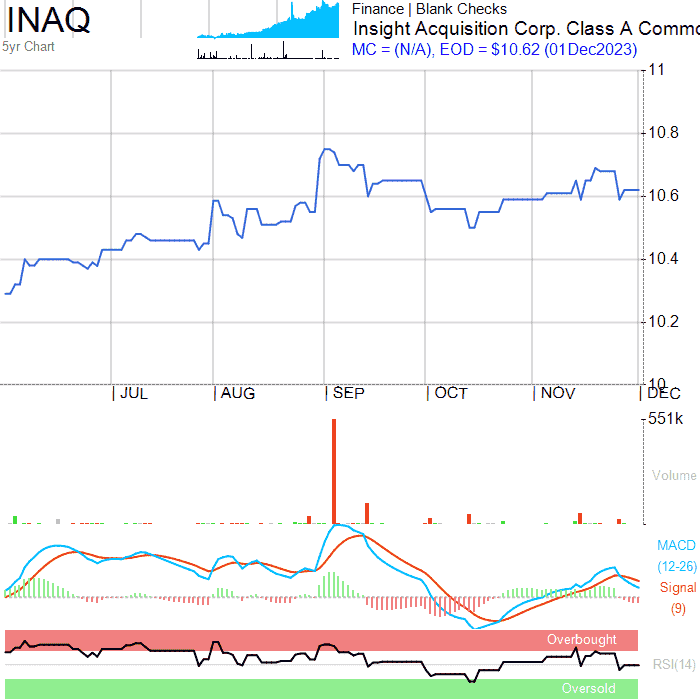 INAQ
5yr Chart
Finance | Blank Checks
Insight Acquisition Corp. Class A Commo
MC = (N/A), EOD = $10.62 (01Dec2023)
11
10.8
10.6
10.4
10.2
10
| JUL | AUG | SEP | OCT | NOV | DEC
551k
Volume
MACD
(12-26)
Signal
(9)
Overbought
RSI(14)
Oversold